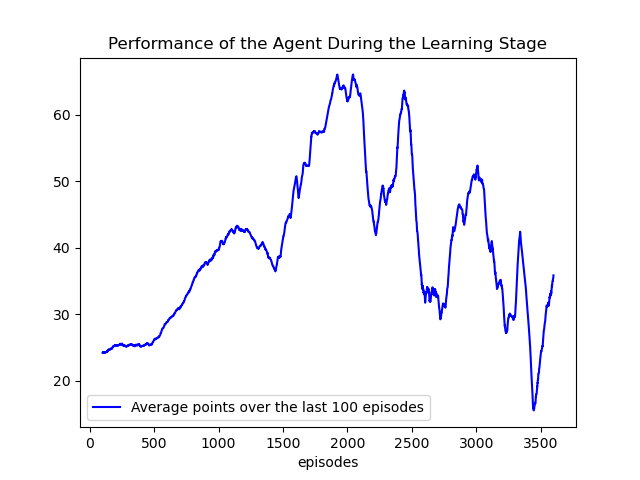 Performance of the Agent During the Learning Stage
60
50
40
30
20
Average points over the last 100 episodes
0 500 1000 1500 2000 2500 3000 3500
episodes